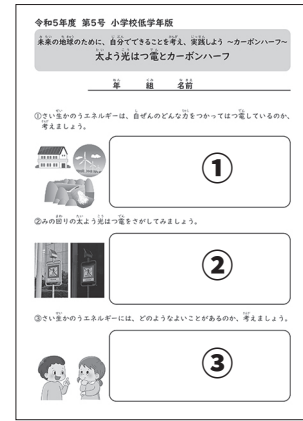 令和5年度 第5号 小学校低学年版
未来の地球のために、自分でできることを考え、実践しよう ～カーボンハーフ～
太よう光はつ電とカーボンハーフ
年 組 名前
①さい生かのうエネルギーは、自ぜんのどんな力をつかってはつ電しているのか、
考えましょう。
①
②みの回りの太よう光はつ電をさがしてみましょう。
②
③さい生かのうエネルギーには、どのようなよいことがあるのか、考えましょう。
③